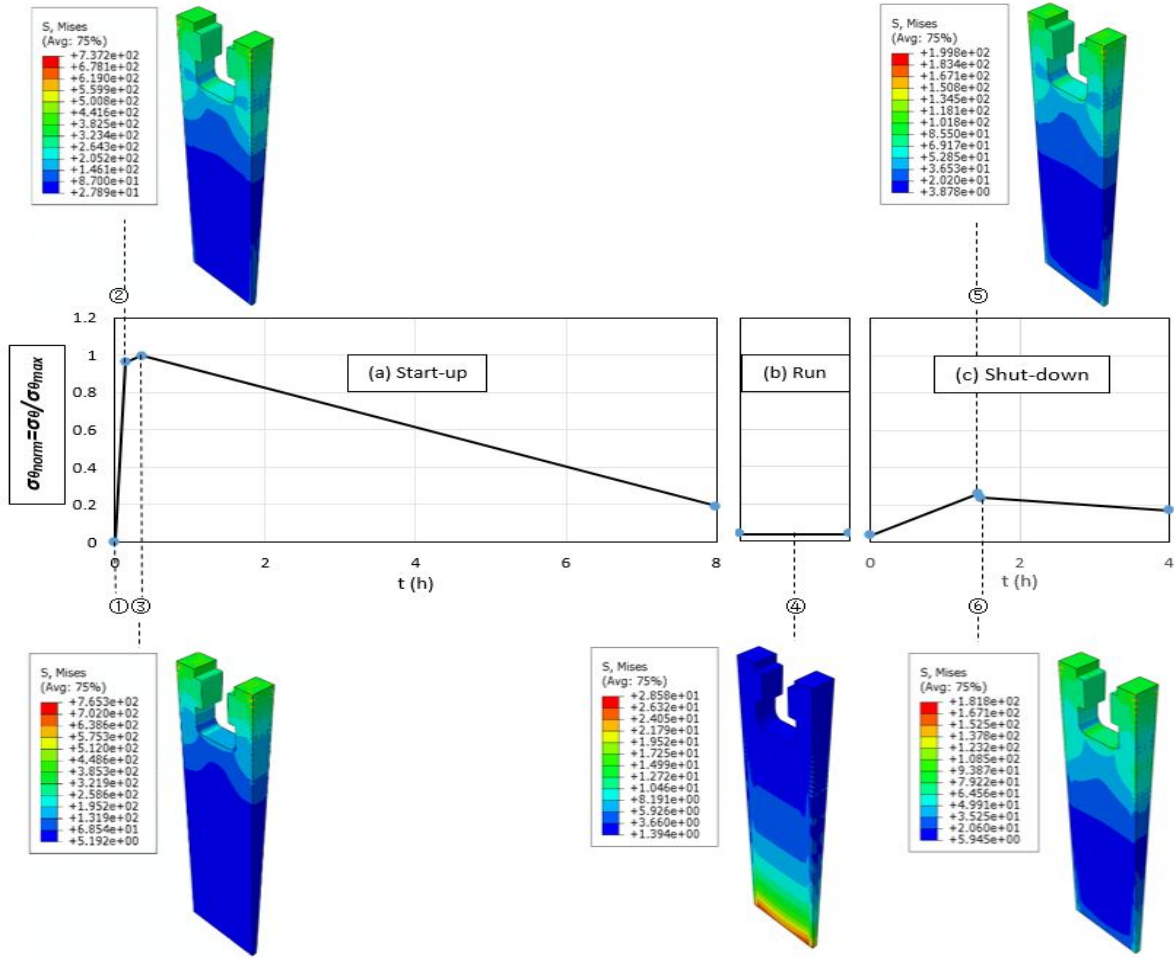 S, Mises
(Avg: 75%)
+7.372e+02
+6.781e+02
+6.190e+02
+5.599e+02
+5.008e+02
+4.416e+02
+3.825e+02
+3.234e+02
+2.643e+02
+2.052e+02
+1.461e+02
+8.700e+01
+2.789e+01
S, Mises
(Avg: 75%)
+1.998e+02
+1.834e+02
+1.671e+02
+1.508e+02
+1.345e+02
+1.181e+02
+1.018e+02
+8.550e+01
+6.917e+01
+5.285e+01
+3.653e+01
+2.020e+01
+3.878e+00
②
⑤
σθnorm=σθ/σθmax
1.2
1
0.8
0.6
0.4
0.2
0
(a) Start-up
(b) Run
(c) Shut-down
0
2
4
6
8
t (h)
0
2
4
t (h)
①
③
④
⑥
S, Mises
(Avg: 75%)
+7.653e+02
+7.020e+02
+6.386e+02
+5.753e+02
+5.120e+02
+4.486e+02
+3.853e+02
+3.219e+02
+2.586e+02
+1.952e+02
+1.319e+02
+6.854e+01
+5.192e+00
S, Mises
(Avg: 75%)
+2.858e+01
+2.632e+01
+2.405e+01
+2.179e+01
+1.952e+01
+1.725e+01
+1.499e+01
+1.272e+01
+1.046e+01
+8.191e+00
+5.926e+00
+3.660e+00
+1.394e+00
S, Mises
(Avg: 75%)
+1.818e+02
+1.671e+02
+1.525e+02
+1.378e+02
+1.232e+02
+1.085e+02
+9.387e+01
+7.922e+01
+6.456e+01
+4.991e+01
+3.525e+01
+2.060e+01
+5.945e+00